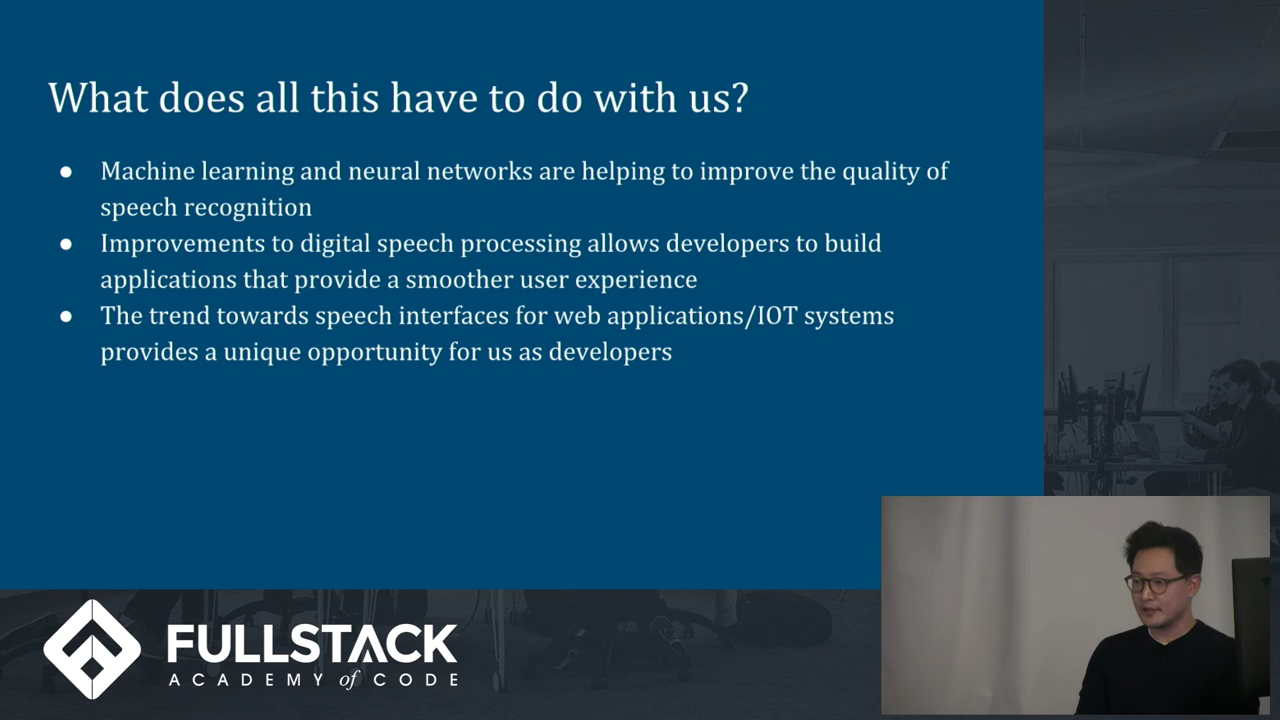 What does all this have to do with us?
● Machine learning and neural networks are helping to improve the quality of
speech recognition
● Improvements to digital speech processing allows developers to build
applications that provide a smoother user experience
● The trend towards speech interfaces for web applications/IOT systems
provides a unique opportunity for us as developers
FULLSTACK
ACADEMY of CODE